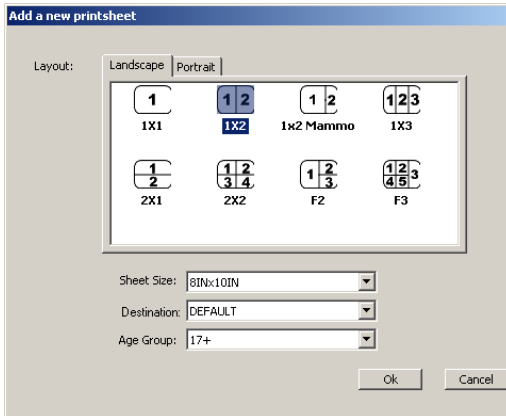 Add a new printsheet
Layout:
Landscape Portrait
1 1 2 1 2 1 2 3
1X1 1X2 1x2 Mammo 1X3
1 1 2 1 2 1 2 3
2 3 4 3 4 5
2X1 2X2 F2 F3
Sheet Size: 8INx10IN
Destination: DEFAULT
Age Group: 17+
Ok Cancel